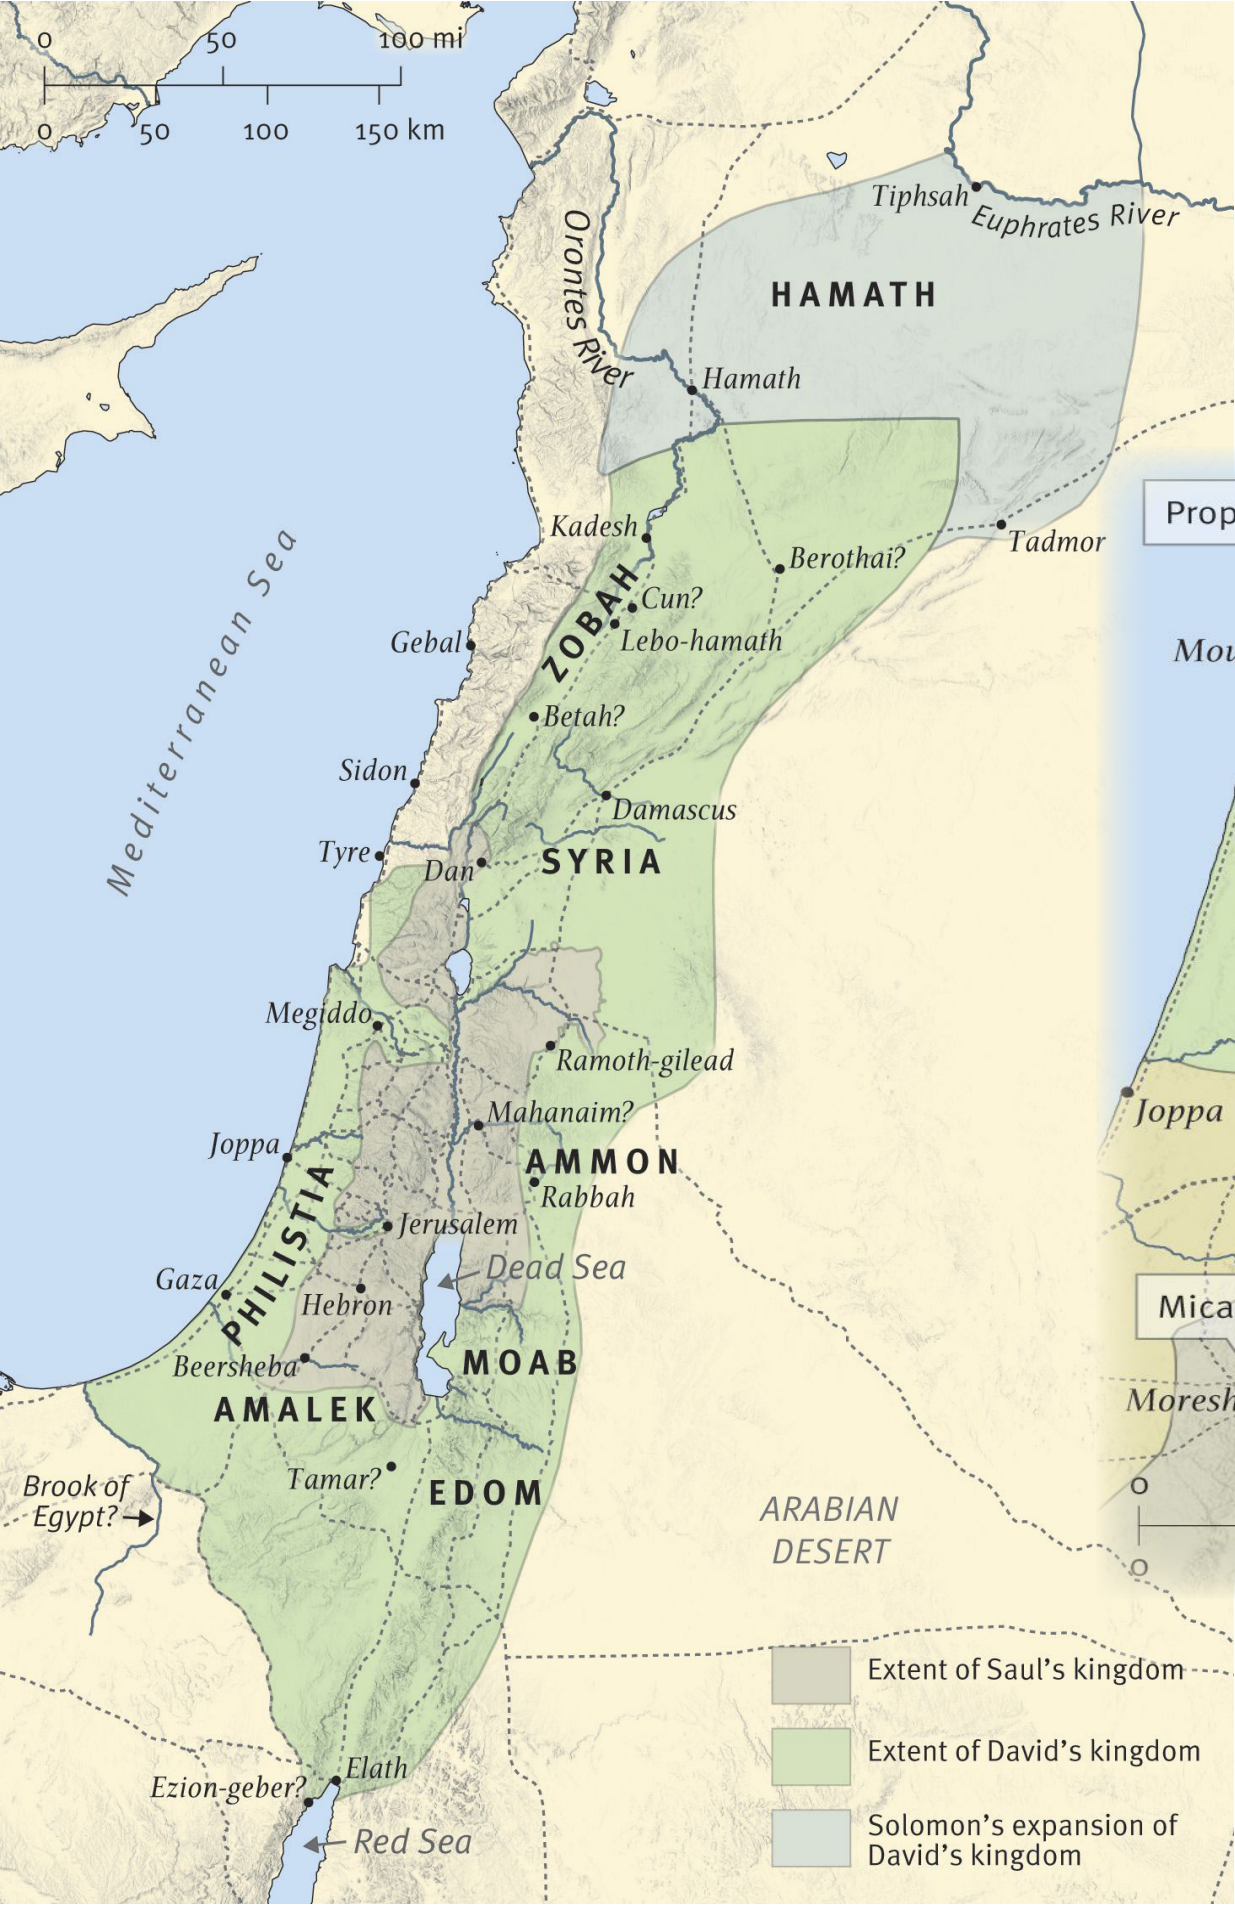 0 50 100 mi
0 50 100 150 km
Tiphsah
Euphrates River
Orontes River
HAMATH
Hamath
Kadesh
Berothai?
Tadmor
Prop
ZOBAH
Cun?
Lebo-hamath
Gebal
Mou
Mediterranean Sea
Betah?
Sidon
Damascus
Tyre
Dan
SYRIA
Megiddo
Ramoth-gilead
Mahanaim?
Joppa
Joppa
AMMON
Rabbah
PHILISTIA
Jerusalem
Dead Sea
Gaza
Hebron
Mica
Beersheba
MOAB
AMALEK
Moresh
Tamar?
EDOM
Brook of
Egypt?
0
0
ARABIAN
DESERT
Extent of Saul's kingdom
Extent of David's kingdom
Elath
Ezion-geber?
Solomon's expansion of
David's kingdom
Red Sea